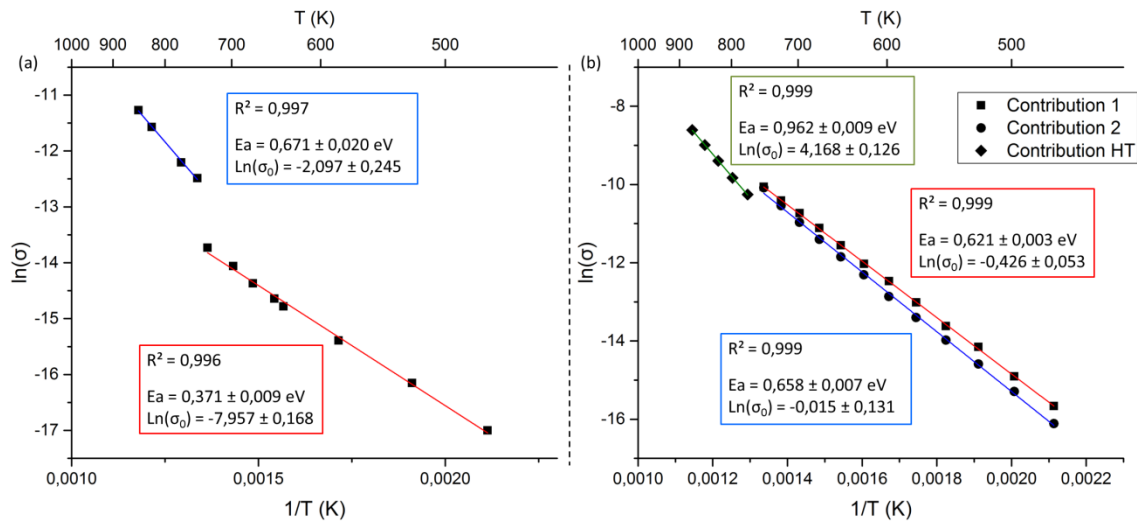 T (K)
1000 900 800 700 600 500
(a)
-11
-12
-13
-14
-15
-16
-17
ln(σ)
R² = 0,997
Ea = 0,671 ± 0,020 eV
Ln(σ₀) = -2,097 ± 0,245
R² = 0,996
Ea = 0,371 ± 0,009 eV
Ln(σ₀) = -7,957 ± 0,168
0,0010 0,0015 0,0020
1/T (K)
T (K)
1000 900 800 700 600 500
(b)
-8
-10
-12
-14
-16
ln(σ)
R² = 0,999
Ea = 0,962 ± 0,009 eV
Ln(σ₀) = 4,168 ± 0,126
Contribution 1
Contribution 2
Contribution HT
R² = 0,999
Ea = 0,621 ± 0,003 eV
Ln(σ₀) = -0,426 ± 0,053
R² = 0,999
Ea = 0,658 ± 0,007 eV
Ln(σ₀) = -0,015 ± 0,131
0,0010 0,0012 0,0014 0,0016 0,0018 0,0020 0,0022
1/T (K)